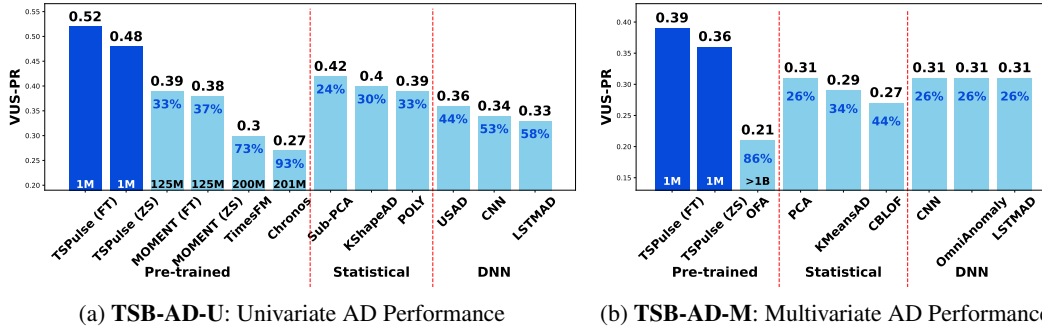 VUS-PR
0.55
0.50
0.45
0.40
0.35
0.30
0.25
0.20
0.52
0.48
0.39
0.38
0.3
0.27
0.42
0.4
0.39
0.36
0.34
0.33
33%
37%
73%
93%
24%
30%
33%
44%
53%
58%
1M
1M
125M
125M
200M
201M
TSPulse (FT)
TSPulse (ZS)
MOMENT (FT)
MOMENT (ZS)
TimesFM
Chronos
Sub-PCA
KShapeAD
POLY
USAD
CNN
LSTMAD
Pre-trained
Statistical
DNN
(a) TSB-AD-U: Univariate AD Performance
VUS-PR
0.40
0.35
0.30
0.25
0.20
0.15
0.39
0.36
0.21
0.31
0.29
0.27
0.31
0.31
0.31
86%
26%
34%
44%
26%
26%
26%
1M
1M
>1B
TSPulse (FT)
TSPulse (ZS)
OFA
PCA
KMeansAD
CBLOF
CNN
OmniAnomaly
LSTMAD
Pre-trained
Statistical
DNN
(b) TSB-AD-M: Multivariate AD Performance